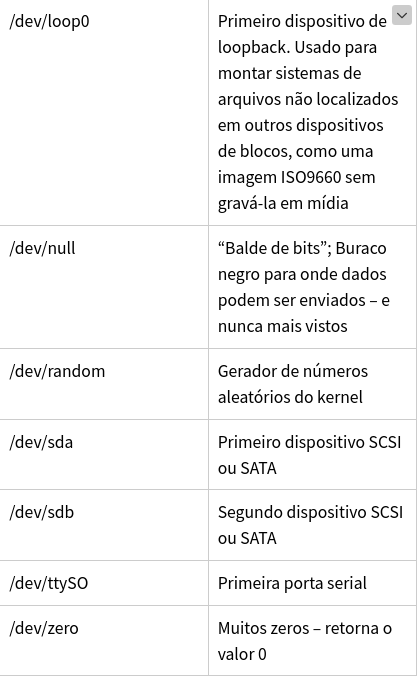 /dev/loop0
Primeiro dispositivo de
loopback. Usado para
montar sistemas de
arquivos não localizados
em outros dispositivos
de blocos, como uma
imagem ISO9660 sem
gravá-la em mídia
/dev/null
“Balde de bits”; Buraco
negro para onde dados
podem ser enviados – e
nunca mais vistos
/dev/random
Gerador de números
aleatórios do kernel
/dev/sda
Primeiro dispositivo SCSI
ou SATA
/dev/sdb
Segundo dispositivo SCSI
ou SATA
/dev/ttySO
Primeira porta serial
/dev/zero
Muitos zeros – retorna o
valor 0